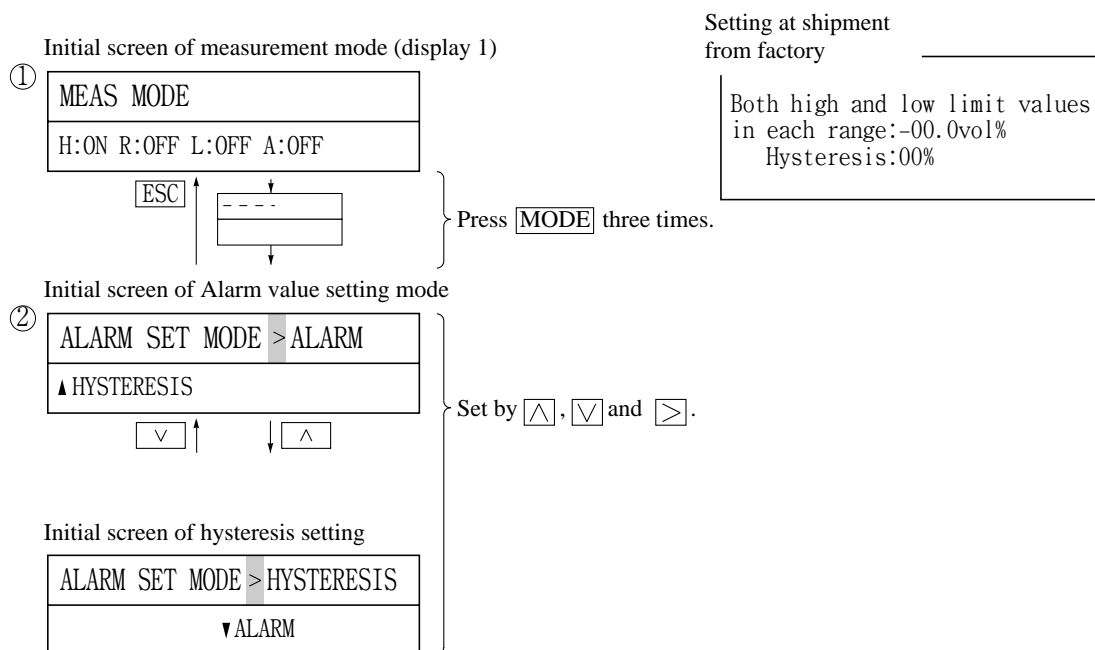 Setting at shipment
from factory
Both high and low limit values
in each range:-00.0vol%
Hysteresis:00%
Initial screen of measurement mode (display 1)
①
MEAS MODE
H:ON R:OFF L:OFF A:OFF
ESC
- - - -
Press MODE three times.
Initial screen of Alarm value setting mode
②
ALARM SET MODE >ALARM
▲HYSTERESIS
Set by ∧, ∨ and >.
∨ ∧
Initial screen of hysteresis setting
ALARM SET MODE >HYSTERESIS
▼ALARM